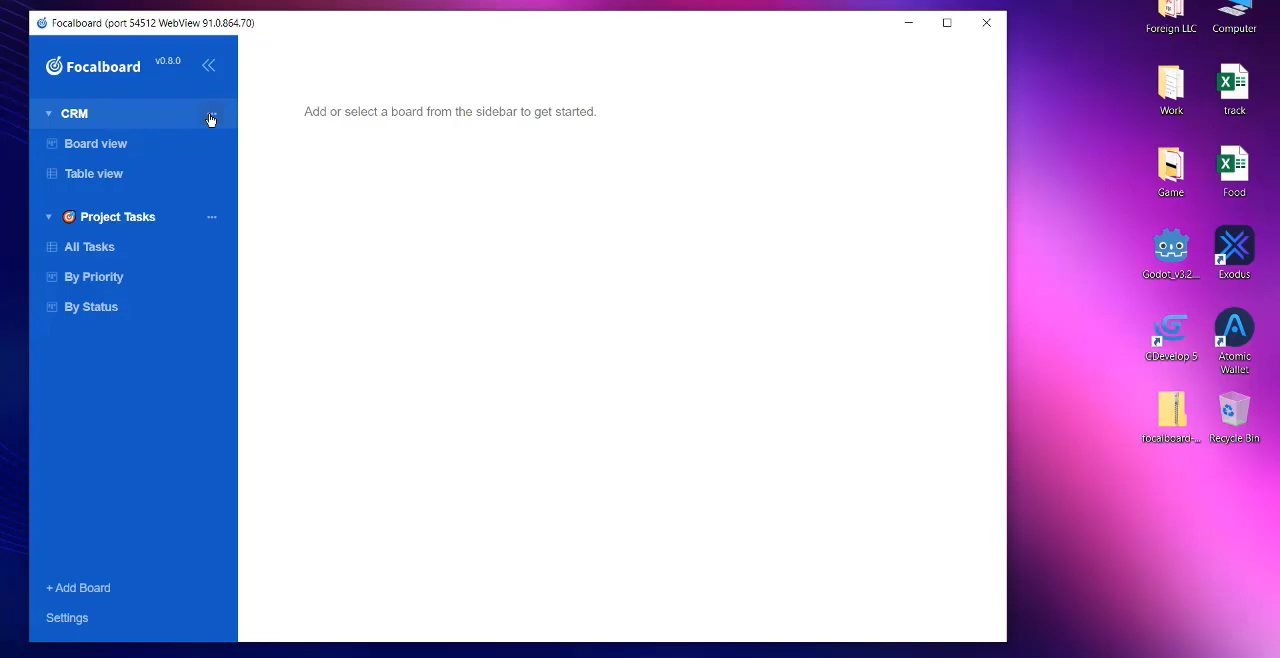 Focalboard (port 54512 WebView 91.0.864.70)
Focalboard v0.8.0
CRM
Board view
Table view
Project Tasks
All Tasks
By Priority
By Status
+ Add Board
Settings
Add or select a board from the sidebar to get started.
Foreign LLC
Computer
Work
track
Game
Food
Godot_v3.2...
Exodus
GDevelop 5
Atomic
Wallet
focalboard-...
Recycle Bin